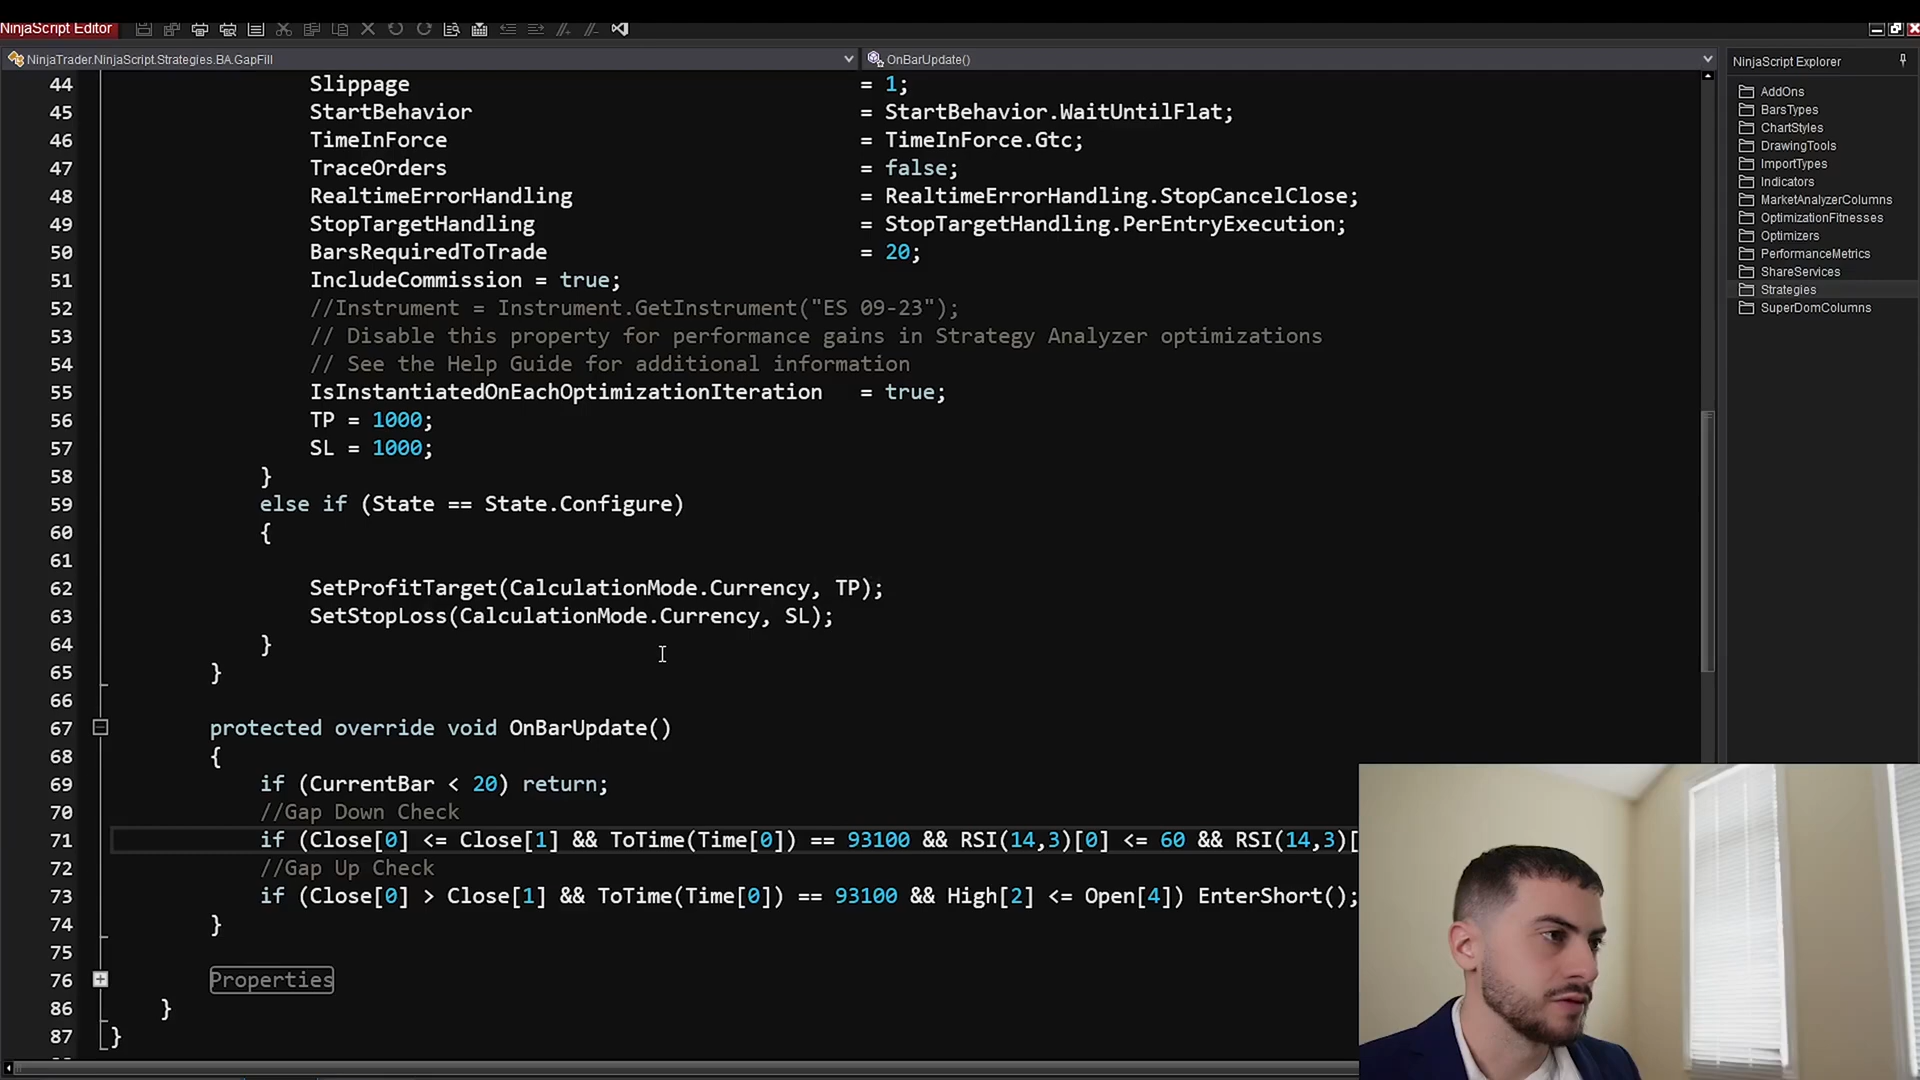 NinjaScript Editor
NinjaTrader.NinjaScript.Strategies.BA.GapFill
OnBarUpdate()
44 Slippage = 1;
45 StartBehavior = StartBehavior.WaitUntilFlat;
46 TimeInForce = TimeInForce.Gtc;
47 TraceOrders = false;
48 RealtimeErrorHandling = RealtimeErrorHandling.StopCancelClose;
49 StopTargetHandling = StopTargetHandling.PerEntryExecution;
50 BarsRequiredToTrade = 20;
51 IncludeCommission = true;
52 //Instrument = Instrument.GetInstrument("ES 09-23");
53 // Disable this property for performance gains in Strategy Analyzer optimizations
54 // See the Help Guide for additional information
55 IsInstantiatedOnEachOptimizationIteration = true;
56 TP = 1000;
57 SL = 1000;
58 }
59 else if (State == State.Configure)
60 {
61
62 SetProfitTarget(CalculationMode.Currency, TP);
63 SetStopLoss(CalculationMode.Currency, SL);
64 }
65 }
66
67 protected override void OnBarUpdate()
68 {
69 if (CurrentBar < 20) return;
70 //Gap Down Check
71 if (Close[0] <= Close[1] && ToTime(Time[0]) == 93100 && RSI(14,3)[0] <= 60 && RSI(14,3)[
72 //Gap Up Check
73 if (Close[0] > Close[1] && ToTime(Time[0]) == 93100 && High[2] <= Open[4]) EnterShort();
74 }
75
76 Properties
86 }
87 }
NinjaScript Explorer
AddOns
BarsTypes
ChartStyles
DrawingTools
ImportTypes
Indicators
MarketAnalyzerColumns
OptimizationFitnesses
Optimizers
PerformanceMetrics
ShareServices
Strategies
SuperDomColumns